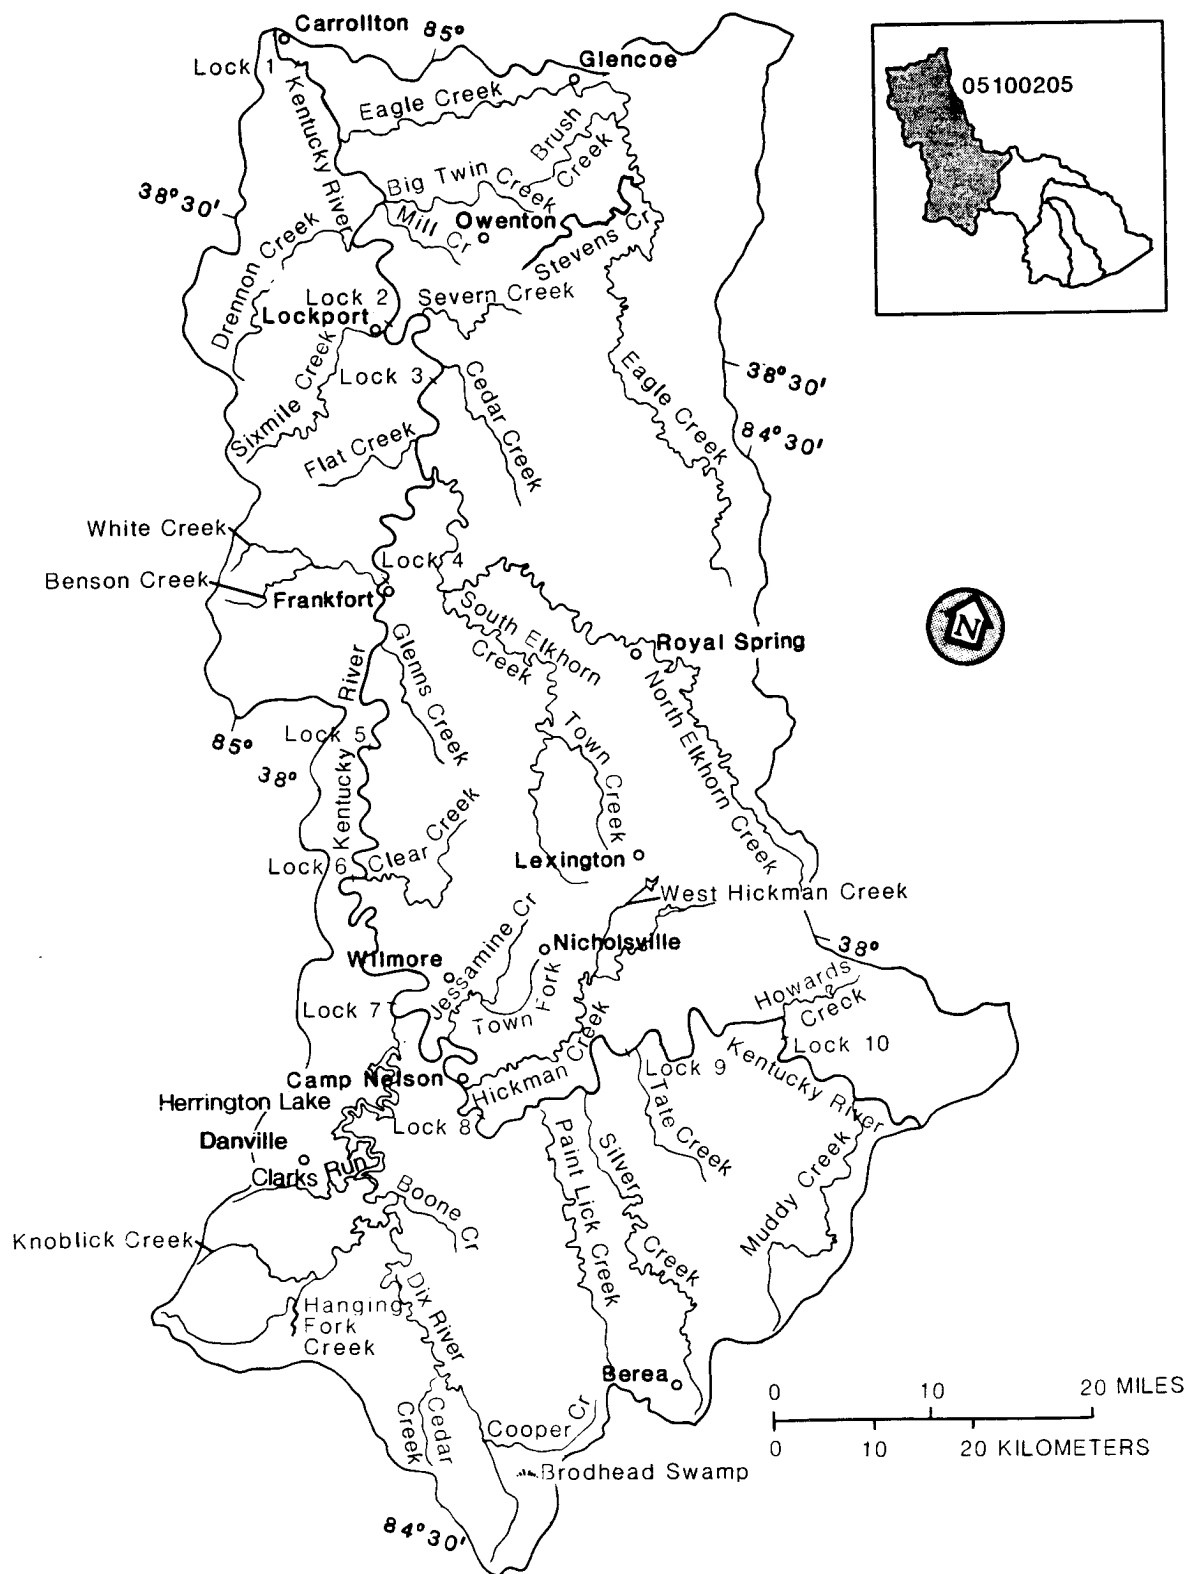 Carrollton
85°
Glencoe
Lock 1
Kentucky River
Eagle Creek
Brush
Creek
05100205
38°30'
Big Twin Creek
Mill Cr
Owenton
Stevens Cr
Drennon Creek
Lock 2
Severn Creek
Lockport
Lock 3
Sixmile Creek
Cedar Creek
Eagle Creek
38°30'
84°30'
Flat Creek
White Creek
Lock 4
Benson Creek
Frankfort
South Elkhorn
Creek
Royal Spring
N
Glenns Creek
North Elkhorn Creek
Kentucky River
Lock 5
85°
38°
Town Creek
Clear Creek
Lock 6
Lexington
West Hickman Creek
Jessamine Cr
Nicholsville
38°
Wilmore
Town Fork
Howards
Creck
Lock 7
Lock 10
Hickman Creek
Lock 9
Kentucky River
Camp Nelson
Herrington Lake
Lock 8
Tate Creek
Danville
Clarks Run
Paint Lick Creek
Silver Creek
Muddy Creek
Boone Cr
Knoblick Creek
Hanging
Fork
Creek
Dix River
Berea
0 10 20 MILES
Cedar
Creek
Cooper Cr
0 10 20 KILOMETERS
Brodhead Swamp
84°30'